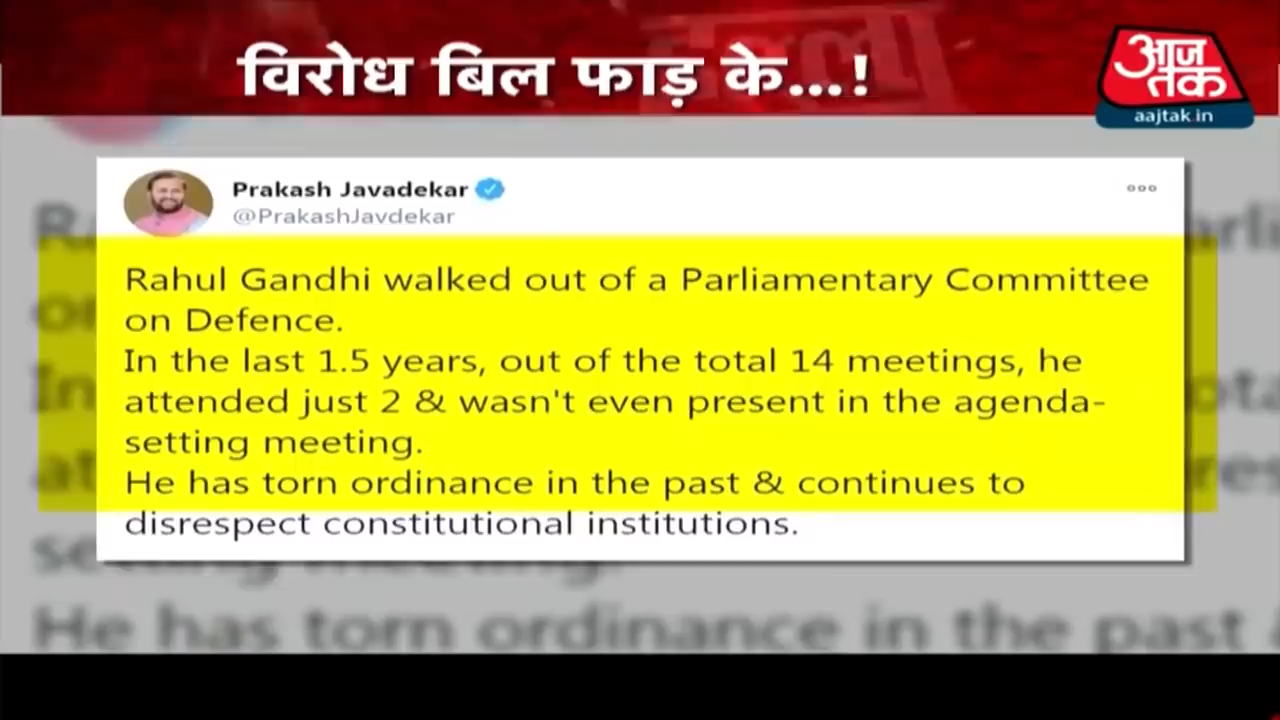 विरोध बिल फाड़ के...!
आज
तक
aajtak.in
Prakash Javadekar
@PrakashJavdekar
Rahul Gandhi walked out of a Parliamentary Committee
on Defence.
In the last 1.5 years, out of the total 14 meetings, he
attended just 2 & wasn't even present in the agenda-
setting meeting.
He has torn ordinance in the past & continues to
disrespect constitutional institutions.